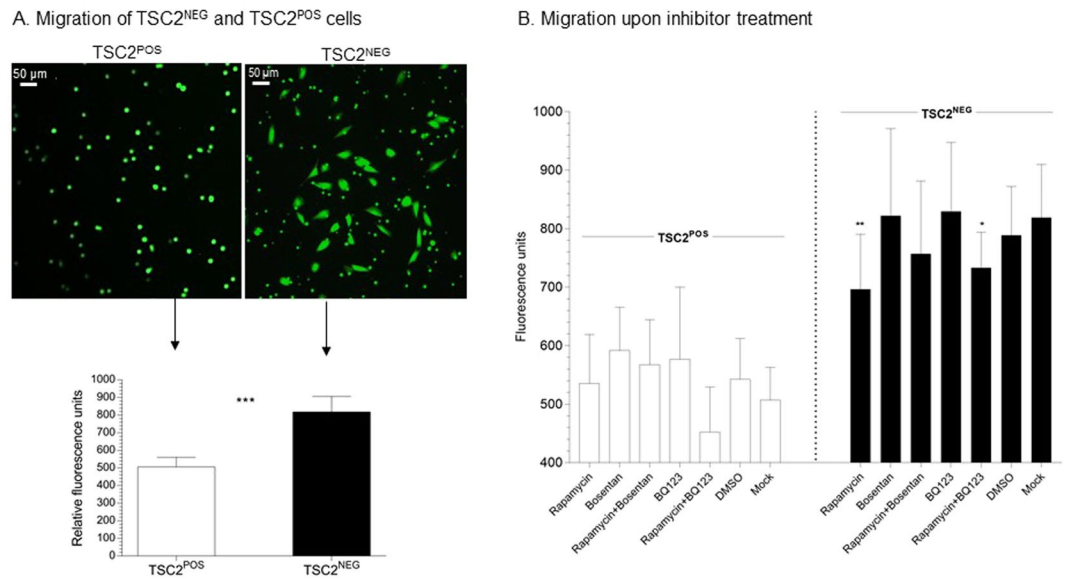 A. Migration of TSC2NEG and TSC2POS cells
TSC2POS
TSC2NEG
50 µm
50 µm
Relative fluorescence units
1000
900
800
700
600
500
400
300
200
100
0
***
TSC2POS
TSC2NEG
B. Migration upon inhibitor treatment
Fluorescence units
1000
900
800
700
600
500
400
TSC2POS
TSC2NEG
**
*
Rapamycin
Bosentan
Rapamycin+Bosentan
BQ123
Rapamycin+BQ123
DMSO
Mock
Rapamycin
Bosentan
Rapamycin+Bosentan
BQ123
Rapamycin+BQ123
DMSO
Mock